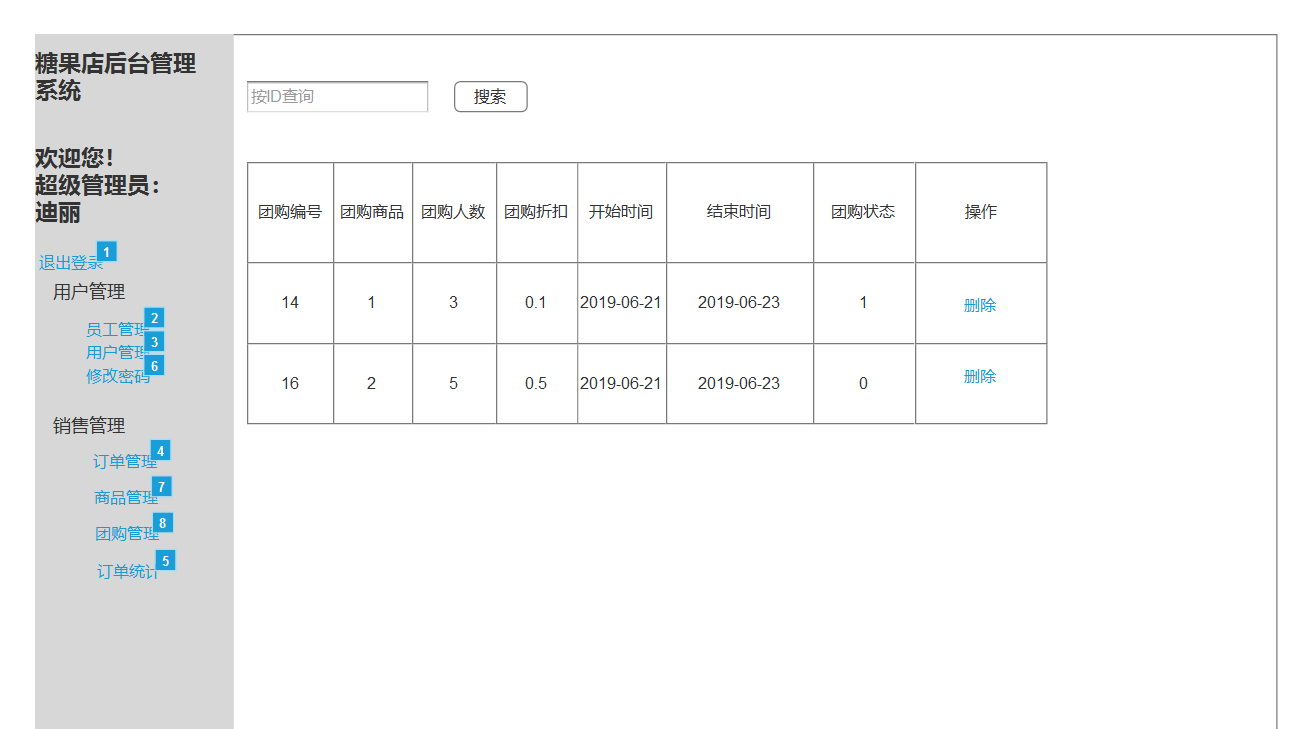 糖果店后台管理
系统
按ID查询 搜索
欢迎您！
超级管理员：
迪丽
退出登录 1
用户管理
员工管理 2
用户管理 3
修改密码 6
销售管理
订单管理 4
商品管理 7
团购管理 8
订单统计 5
团购编号 团购商品 团购人数 团购折扣 开始时间 结束时间 团购状态 操作
14 1 3 0.1 2019-06-21 2019-06-23 1 删除
16 2 5 0.5 2019-06-21 2019-06-23 0 删除